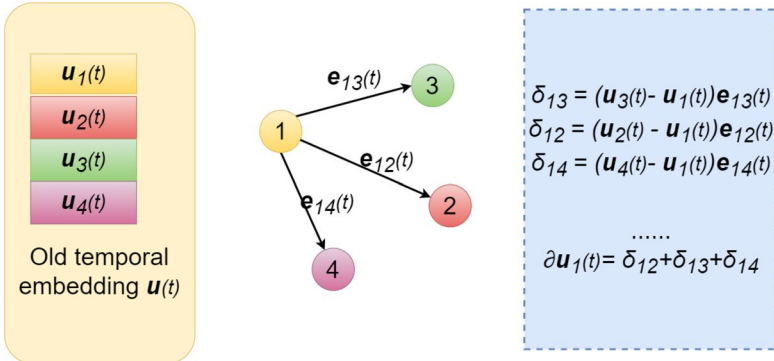 u1(t)
u2(t)
u3(t)
u4(t)
Old temporal
embedding u(t)
1
3
2
4
e13(t)
e12(t)
e14(t)
δ13 = (u3(t)- u1(t))e13(t)
δ12 = (u2(t) - u1(t))e12(t)
δ14 = (u4(t)- u1(t))e14(t)
......
∂u1(t)= δ12+δ13+δ14